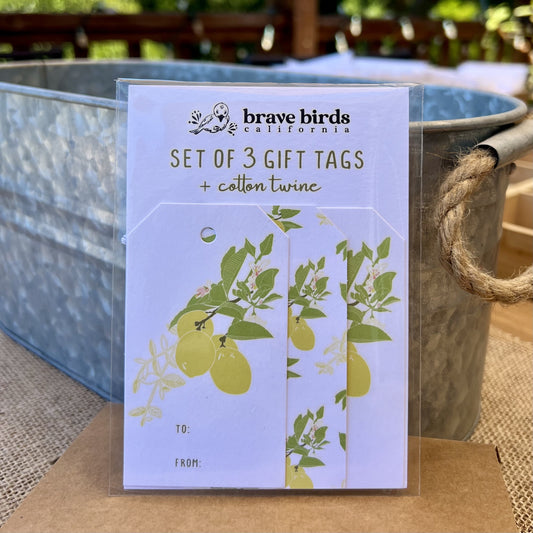 brave birds
california
SET OF 3 GIFT TAGS
+ cotton twine
TO:
FROM: